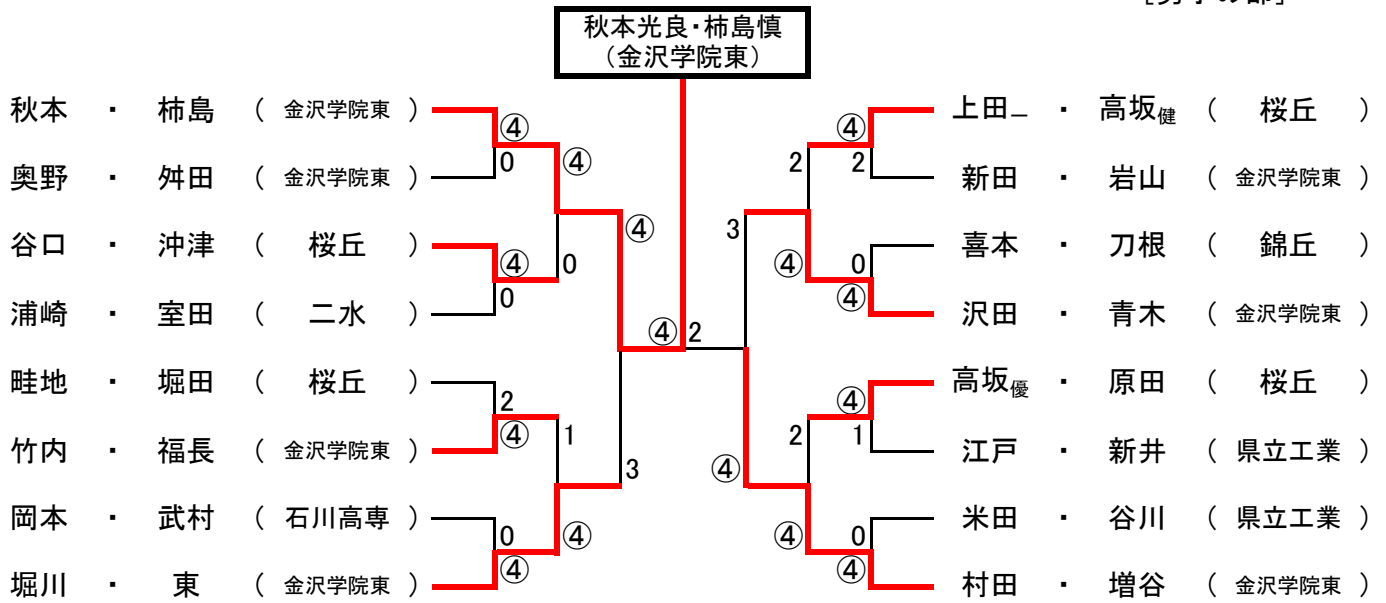 秋本光良・柿島慎
（金沢学院東）
秋本 ・ 柿島 （ 金沢学院東 ）
④
0
奥野 ・ 舛田 （ 金沢学院東 ）
④
谷口 ・ 沖津 （ 桜丘 ）
④
0
浦崎 ・ 室田 （ 二水 ）
0
④
畦地 ・ 堀田 （ 桜丘 ）
2
④
竹内 ・ 福長 （ 金沢学院東 ）
1
岡本 ・ 武村 （ 石川高専 ）
0
④
堀川 ・ 東 （ 金沢学院東 ）
④
3
④ 2
上田一 ・ 高坂健 （ 桜丘 ）
④
2
新田 ・ 岩山 （ 金沢学院東 ）
2
喜本 ・ 刀根 （ 錦丘 ）
0
④
沢田 ・ 青木 （ 金沢学院東 ）
④
3
高坂優 ・ 原田 （ 桜丘 ）
④
1
江戸 ・ 新井 （ 県立工業 ）
2
米田 ・ 谷川 （ 県立工業 ）
0
④
村田 ・ 増谷 （ 金沢学院東 ）
④
④